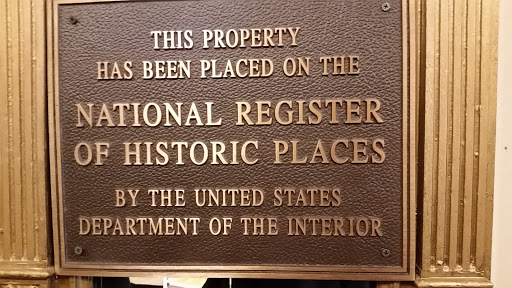 THIS PROPERTY
HAS BEEN PLACED ON THE
NATIONAL REGISTER
OF HISTORIC PLACES
BY THE UNITED STATES
DEPARTMENT OF THE INTERIOR